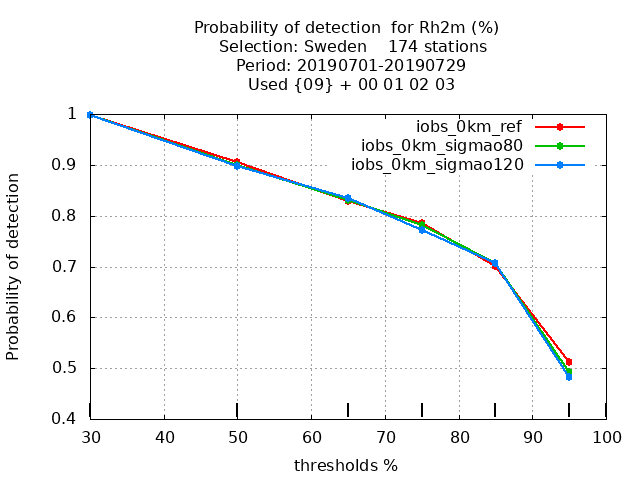 Probability of detection  for Rh2m (%)
Selection: Sweden    174 stations
Period: 20190701-20190729
Used {09} + 00 01 02 03
iobs_0km_ref
iobs_0km_sigmao80
iobs_0km_sigmao120
Probability of detection
1
0.9
0.8
0.7
0.6
0.5
0.4
30 40 50 60 70 80 90 100
thresholds %